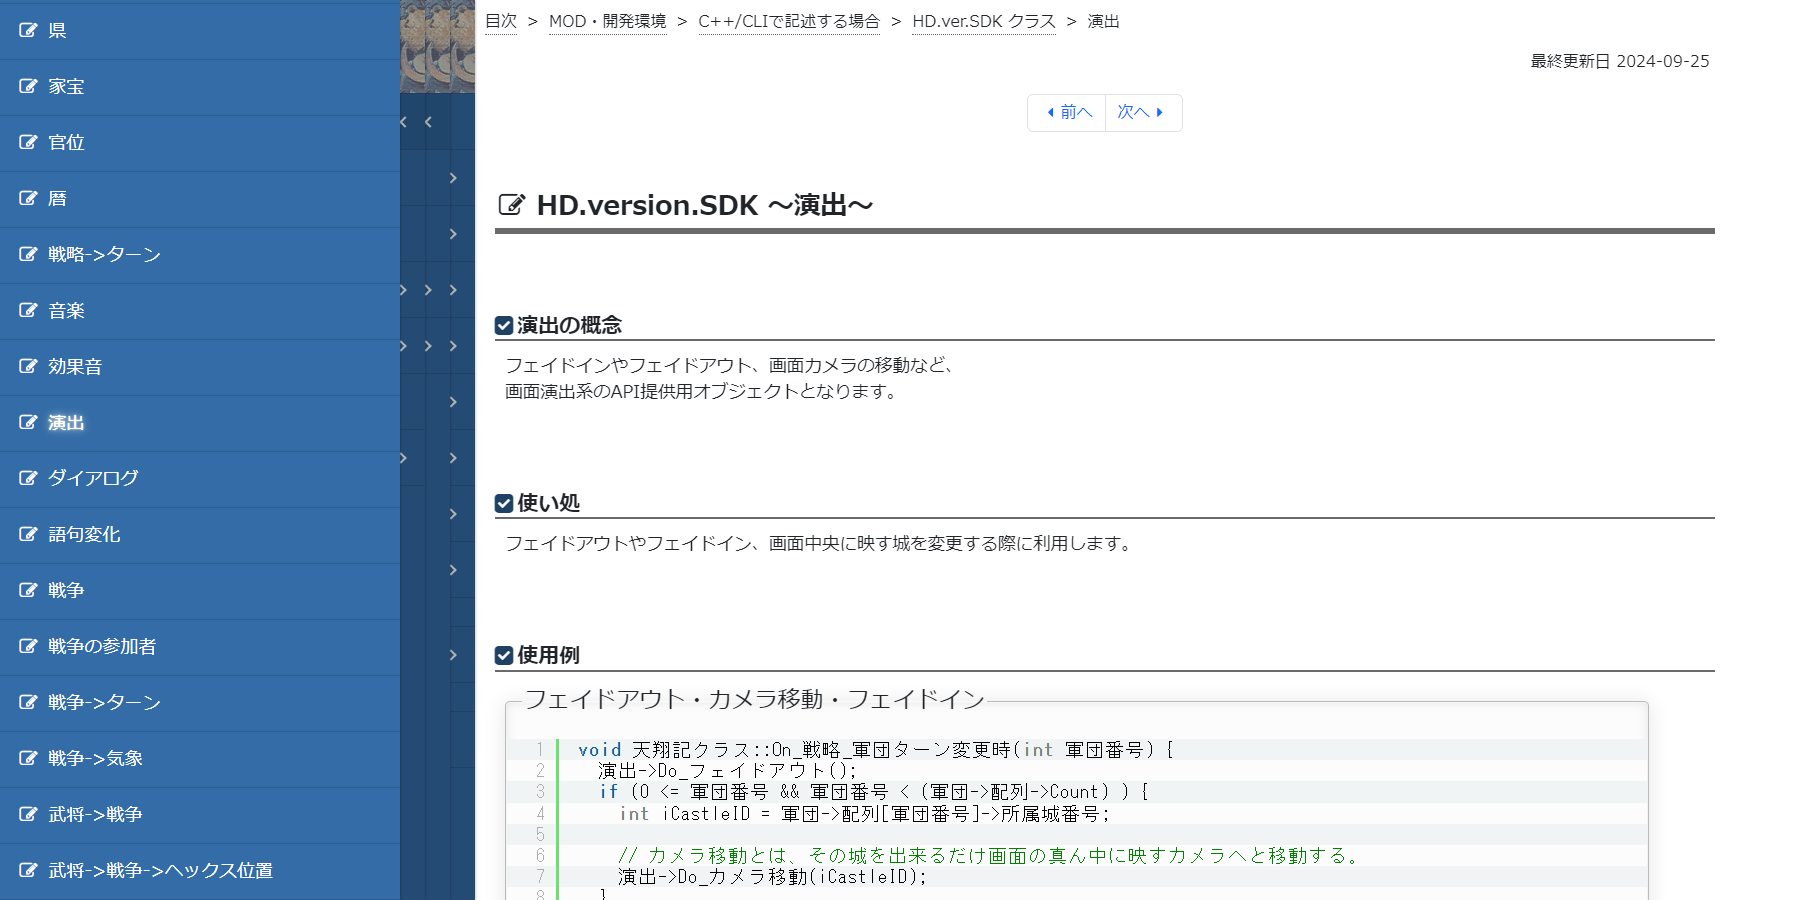 県
家宝
官位
暦
戦略->ターン
音楽
効果音
演出
ダイアログ
語句変化
戦争
戦争の参加者
戦争->ターン
戦争->気象
武将->戦争
武将->戦争->ヘックス位置
目次 > MOD・開発環境 > C++/CLIで記述する場合 > HD.ver.SDK クラス > 演出
最終更新日 2024-09-25
前へ 次へ
HD.version.SDK ～演出～
演出の概念
フェイドインやフェイドアウト、画面カメラの移動など、
画面演出系のAPI提供用オブジェクトとなります。
使い処
フェイドアウトやフェイドイン、画面中央に映す城を変更する際に利用します。
使用例
フェイドアウト・カメラ移動・フェイドイン
1 void 天翔記クラス::On_戦略_軍団ターン変更時(int 軍団番号) {
2 演出->Do_フェイドアウト();
3 if (0 <= 軍団番号 && 軍団番号 < (軍団->配列->Count) ) {
4 int iCastleID = 軍団->配列[軍団番号]->所属城番号;
5
6 // カメラ移動とは、その城を出来るだけ画面の真ん中に映すカメラへと移動する。
7 演出->Do_カメラ移動(iCastleID);
8 }